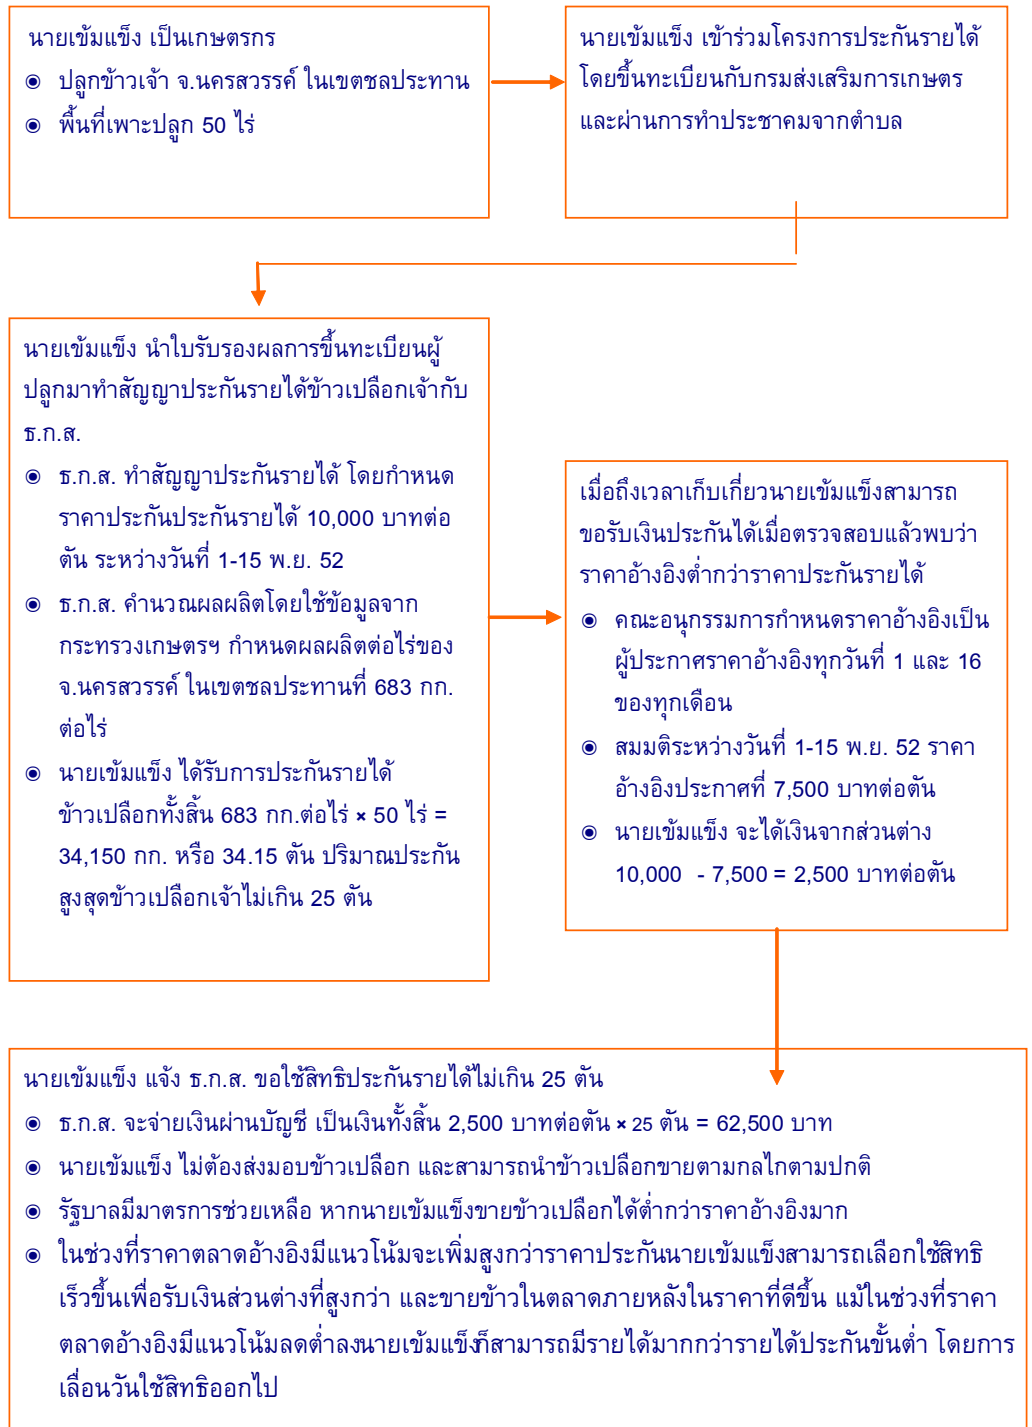 นายเข้มแข็ง เป็นเกษตรกร
◉ ปลูกข้าวเจ้า จ.นครสวรรค์ ในเขตชลประทาน
◉ พื้นที่เพาะปลูก 50 ไร่
นายเข้มแข็ง เข้าร่วมโครงการประกันรายได้
โดยขึ้นทะเบียนกับกรมส่งเสริมการเกษตร
และผ่านการทำประชาคมจากตำบล
นายเข้มแข็ง นำใบรับรองผลการขึ้นทะเบียนผู้
ปลูกมาทำสัญญาประกันรายได้ข้าวเปลือกเจ้ากับ
ธ.ก.ส.
◉ ธ.ก.ส. ทำสัญญาประกันรายได้ โดยกำหนด
ราคาประกันประกันรายได้ 10,000 บาทต่อ
ตัน ระหว่างวันที่ 1-15 พ.ย. 52
◉ ธ.ก.ส. คำนวณผลผลิตโดยใช้ข้อมูลจาก
กระทรวงเกษตรฯ กำหนดผลผลิตต่อไร่ของ
จ.นครสวรรค์ ในเขตชลประทานที่ 683 กก.
ต่อไร่
◉ นายเข้มแข็ง ได้รับการประกันรายได้
ข้าวเปลือกทั้งสิ้น 683 กก.ต่อไร่ × 50 ไร่ =
34,150 กก. หรือ 34.15 ตัน ปริมาณประกัน
สูงสุดข้าวเปลือกเจ้าไม่เกิน 25 ตัน
เมื่อถึงเวลาเก็บเกี่ยวนายเข้มแข็งสามารถ
ขอรับเงินประกันได้เมื่อตรวจสอบแล้วพบว่า
ราคาอ้างอิงต่ำกว่าราคาประกันรายได้
◉ คณะอนุกรรมการกำหนดราคาอ้างอิงเป็น
ผู้ประกาศราคาอ้างอิงทุกวันที่ 1 และ 16
ของทุกเดือน
◉ สมมติระหว่างวันที่ 1-15 พ.ย. 52 ราคา
อ้างอิงประกาศที่ 7,500 บาทต่อตัน
◉ นายเข้มแข็ง จะได้เงินจากส่วนต่าง
10,000 - 7,500 = 2,500 บาทต่อตัน
นายเข้มแข็ง แจ้ง ธ.ก.ส. ขอใช้สิทธิประกันรายได้ไม่เกิน 25 ตัน
◉ ธ.ก.ส. จะจ่ายเงินผ่านบัญชี เป็นเงินทั้งสิ้น 2,500 บาทต่อตัน × 25 ตัน = 62,500 บาท
◉ นายเข้มแข็ง ไม่ต้องส่งมอบข้าวเปลือก และสามารถนำข้าวเปลือกขายตามกลไกตามปกติ
◉ รัฐบาลมีมาตรการช่วยเหลือ หากนายเข้มแข็งขายข้าวเปลือกได้ต่ำกว่าราคาอ้างอิงมาก
◉ ในช่วงที่ราคาตลาดอ้างอิงมีแนวโน้มจะเพิ่มสูงกว่าราคาประกันนายเข้มแข็งสามารถเลือกใช้สิทธิ
เร็วขึ้นเพื่อรับเงินส่วนต่างที่สูงกว่า และขายข้าวในตลาดภายหลังในราคาที่ดีขึ้น แม้ในช่วงที่ราคา
ตลาดอ้างอิงมีแนวโน้มลดต่ำลงนายเข้มแข็งก็สามารถมีรายได้มากกว่ารายได้ประกันขั้นต่ำ โดยการ
เลื่อนวันใช้สิทธิออกไป